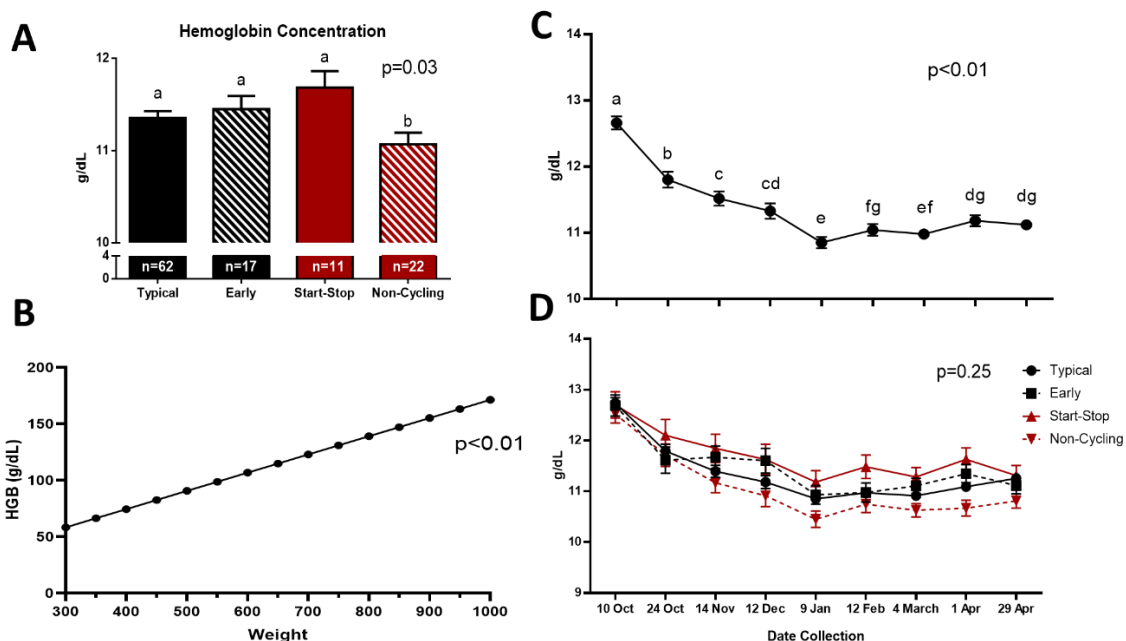 A
Hemoglobin Concentration
12
11
10
4
0
g/dL
a
a
a
b
p=0.03
n=62
n=17
n=11
n=22
Typical
Early
Start-Stop
Non-Cycling
B
200
150
100
50
0
HGB (g/dL)
p<0.01
300 400 500 600 700 800 900 1000
Weight
C
14
13
12
11
10
g/dL
p<0.01
a
b
c
cd
e
fg
ef
dg
dg
D
14
13
12
11
10
9
g/dL
p=0.25
Typical
Early
Start-Stop
Non-Cycling
10 Oct 24 Oct 14 Nov 12 Dec 9 Jan 12 Feb 4 March 1 Apr 29 Apr
Date Collection